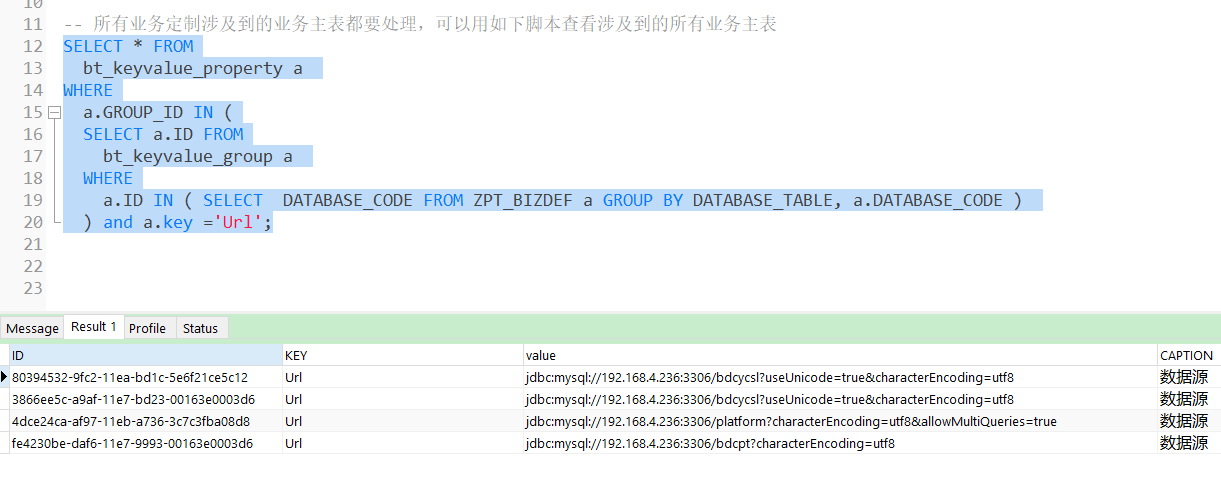 10
11 -- 所有业务定制涉及到的业务主表都要处理，可以用如下脚本查看涉及到的所有业务主表
12 SELECT * FROM
13 bt_keyvalue_property a
14 WHERE
15 a.GROUP_ID IN (
16 SELECT a.ID FROM
17 bt_keyvalue_group a
18 WHERE
19 a.ID IN ( SELECT  DATABASE_CODE FROM ZPT_BIZDEF a GROUP BY DATABASE_TABLE, a.DATABASE_CODE )
20 ) and a.key ='Url';
21
22
23
Message Result 1 Profile Status
ID KEY value CAPTION
80394532-9fc2-11ea-bd1c-5e6f21ce5c12 Url jdbc:mysql://192.168.4.236:3306/bdcycsl?useUnicode=true&characterEncoding=utf8 数据源
3866ee5c-a9af-11e7-bd23-00163e0003d6 Url jdbc:mysql://192.168.4.236:3306/bdcycsl?useUnicode=true&characterEncoding=utf8 数据源
4dce24ca-af97-11eb-a736-3c7c3fba08d8 Url jdbc:mysql://192.168.4.236:3306/platform?characterEncoding=utf8&allowMultiQueries=true 数据源
fe4230be-daf6-11e7-9993-00163e0003d6 Url jdbc:mysql://192.168.4.236:3306/bdcpt?characterEncoding=utf8 数据源